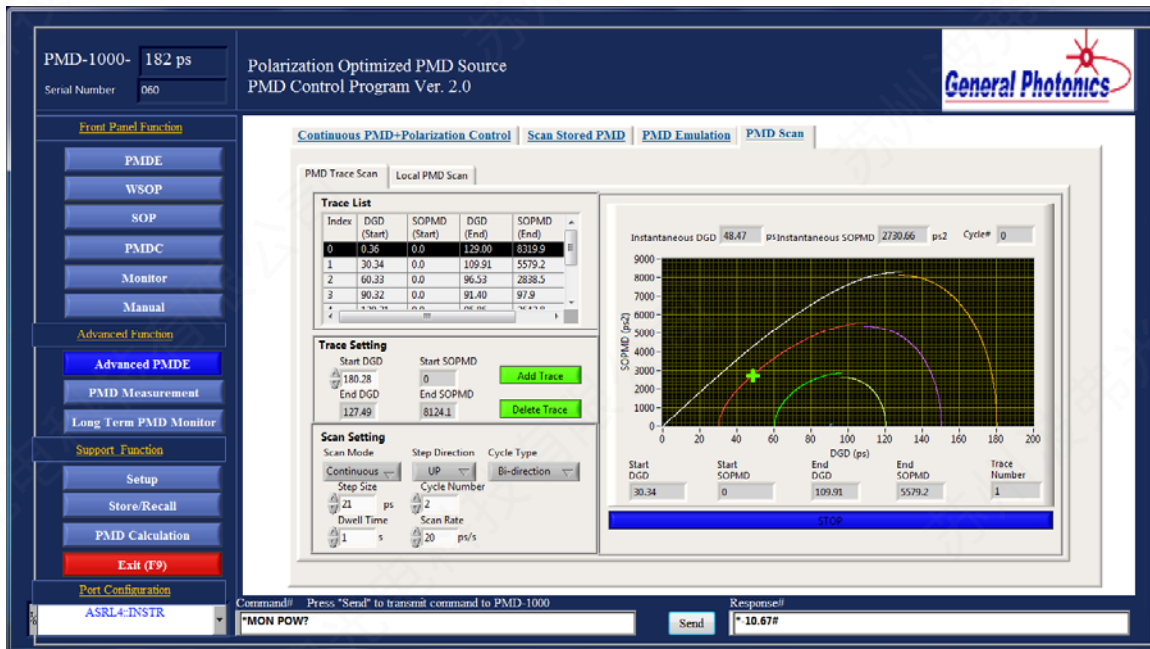 PMD-1000- 182 ps
Serial Number 060
Polarization Optimized PMD Source
PMD Control Program Ver. 2.0
General Photonics
Front Panel Function
PMDE
WSOP
SOP
PMDC
Monitor
Manual
Advanced Function
Advanced PMDE
PMD Measurement
Long Term PMD Monitor
Support Function
Setup
Store/Recall
PMD Calculation
Exit (F9)
Port Configuration
ASRL4::INSTR
Continuous PMD+Polarization Control
Scan Stored PMD
PMD Emulation
PMD Scan
PMD Trace Scan
Local PMD Scan
Trace List
Index DGD (Start) SOPMD (Start) DGD (End) SOPMD (End)
0 0.36 0.0 129.00 8319.9
1 30.34 0.0 109.91 5579.2
2 60.33 0.0 96.53 2838.5
3 90.32 0.0 91.40 97.9
Trace Setting
Start DGD Start SOPMD
180.28 0 Add Trace
End DGD End SOPMD
127.49 8124.1 Delete Trace
Scan Setting
Scan Mode Step Direction Cycle Type
Continuous UP Bi-direction
Step Size Cycle Number
21 ps 2
Dwell Time Scan Rate
1 s 20 ps/s
Instantaneous DGD 48.47 ps Instantaneous SOPMD 2730.66 ps2 Cycle# 0
9000
8000
7000
6000
5000
4000
3000
2000
1000
0
SOPMD (ps2)
0 20 40 60 80 100 120 140 160 180 200
DGD (ps)
Start DGD Start SOPMD End DGD End SOPMD Trace Number
30.34 0 109.91 5579.2 1
STOP
Command# Press "Send" to transmit command to PMD-1000 Response#
*MON POW? Send *-10.67#